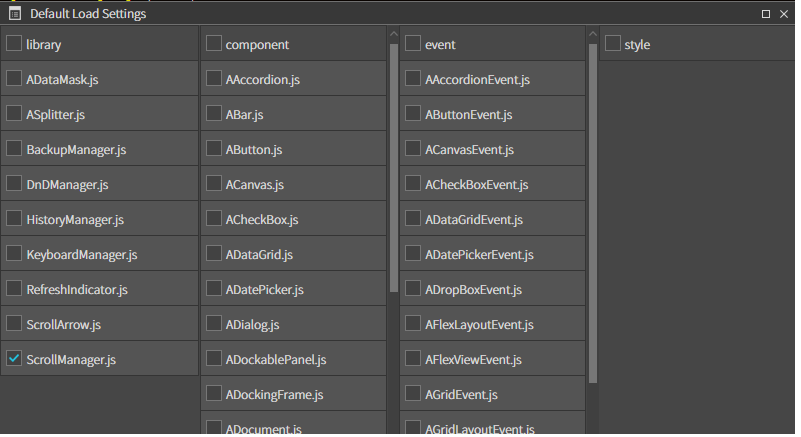 Default Load Settings
library
ADataMask.js
ASplitter.js
BackupManager.js
DnDManager.js
HistoryManager.js
KeyboardManager.js
RefreshIndicator.js
ScrollArrow.js
ScrollManager.js
component
AAccordion.js
ABar.js
AButton.js
ACanvas.js
ACheckBox.js
ADataGrid.js
ADatePicker.js
ADialog.js
ADockablePanel.js
ADockingFrame.js
ADocument.js
event
AAccordionEvent.js
AButtonEvent.js
ACanvasEvent.js
ACheckBoxEvent.js
ADataGridEvent.js
ADatePickerEvent.js
ADropBoxEvent.js
AFlexLayoutEvent.js
AFlexViewEvent.js
AGridEvent.js
AGridLayoutEvent.js
style